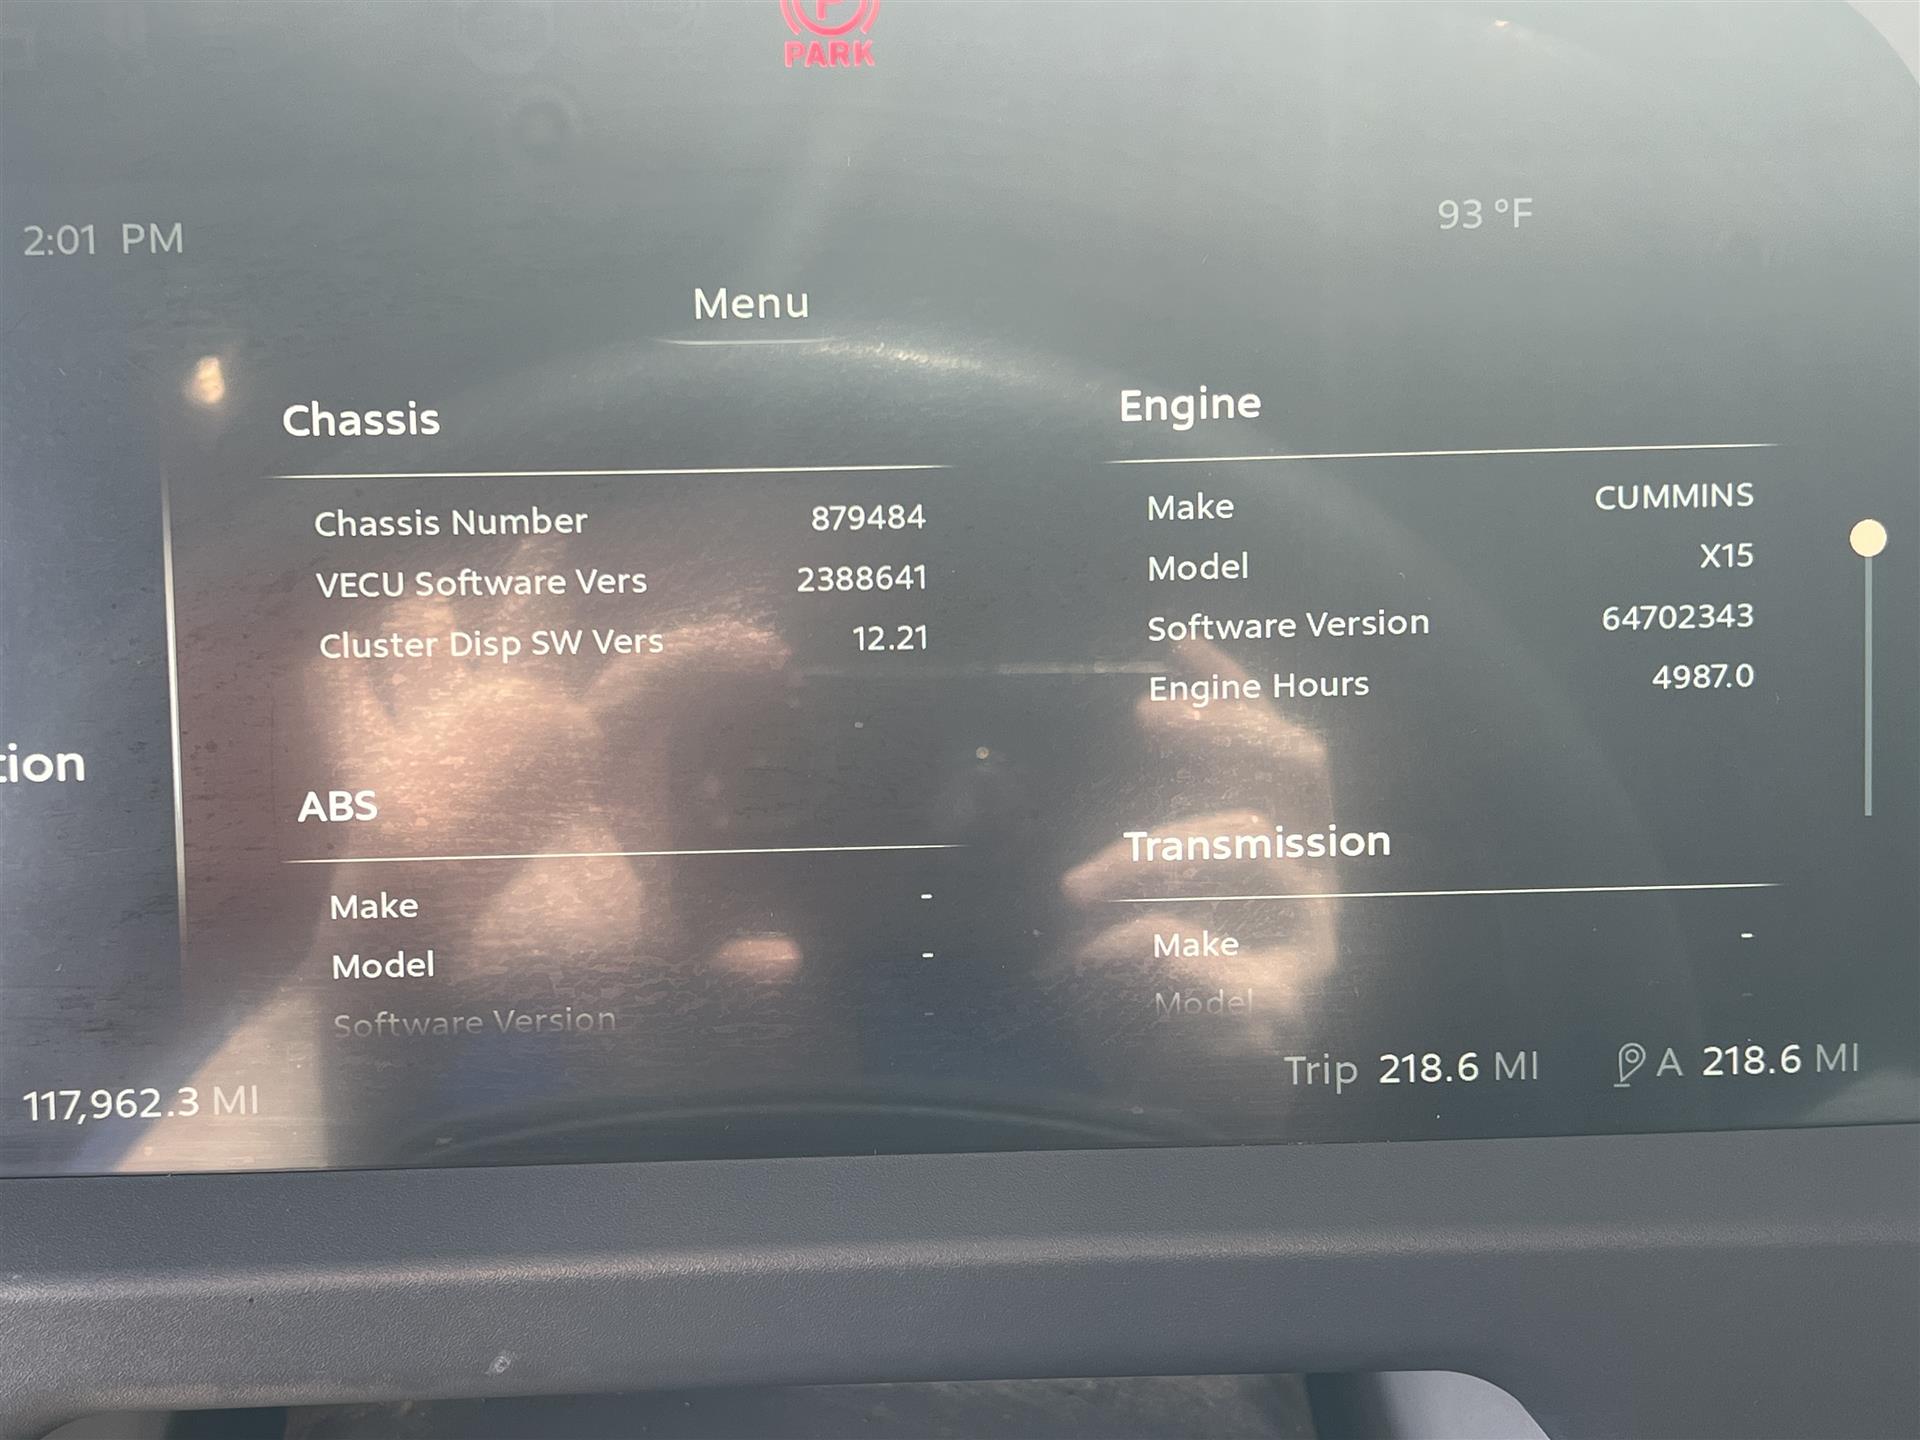 P
PARK
2:01 PM
93 °F
Menu
Chassis
Chassis Number 879484
VECU Software Vers 2388641
Cluster Disp SW Vers 12.21
Engine
Make CUMMINS
Model X15
Software Version 64702343
Engine Hours 4987.0
tion
ABS
Make -
Model -
Software Version -
Transmission
Make -
Model -
117,962.3 MI
Trip 218.6 MI
A 218.6 MI